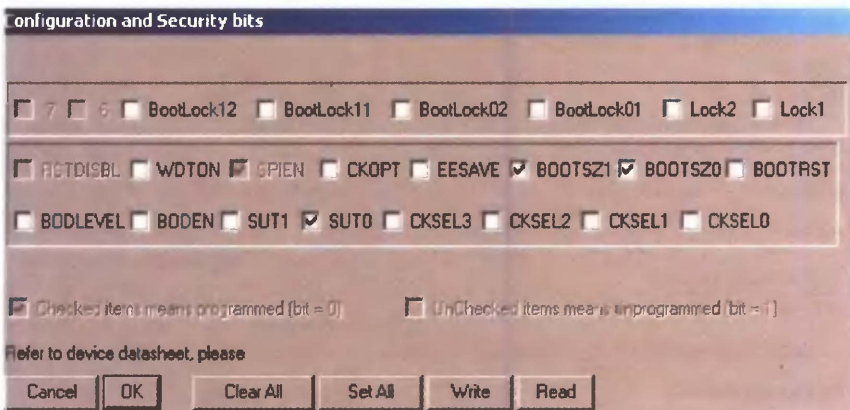 Configuration and Security bits
7 6 BootLock12 BootLock11 BootLock02 BootLock01 Lock2 Lock1
RSTDISBL WDTON SPIEN CKOPT EESAVE BOOTSZ1 BOOTSZ0 BOOTRST
BODLEVEL BODEN SUT1 SUT0 CKSEL3 CKSEL2 CKSEL1 CKSEL0
Checked items means programmed (bit = 0) UnChecked items means unprogrammed (bit = 1)
Refer to device datasheet, please
Cancel OK Clear All Set All Write Read